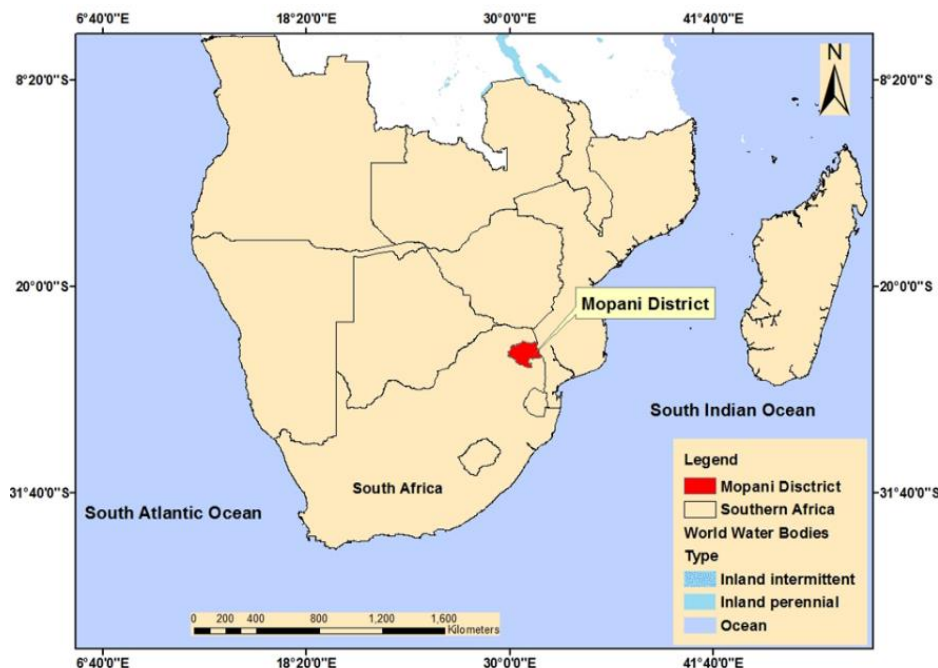 6°40'0"E 18°20'0"E 30°0'0"E 41°40'0"E
8°20'0"S 8°20'0"S
N
20°0'0"S 20°0'0"S
Mopani District
South Indian Ocean
South Africa
South Atlantic Ocean
31°40'0"S 31°40'0"S
Legend
Mopani Disctrict
Southern Africa
World Water Bodies
Type
Inland intermittent
Inland perennial
Ocean
0 200 400 800 1,200 1,600
Kilometers
6°40'0"E 18°20'0"E 30°0'0"E 41°40'0"E